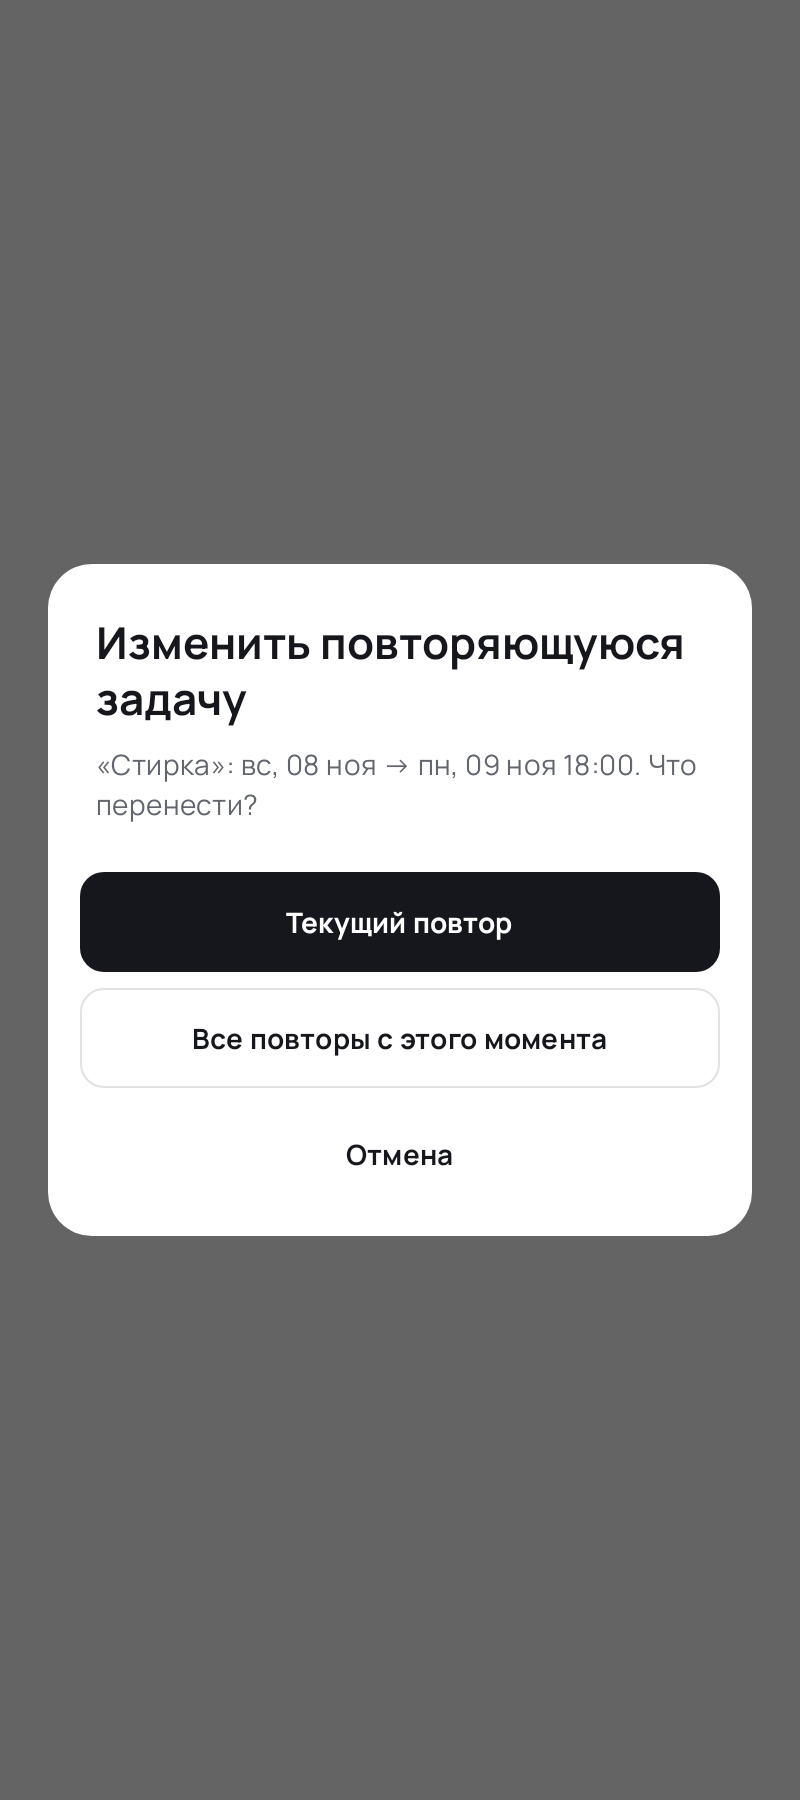 Изменить повторяющуюся
задачу
«Стирка»: вс, 08 ноя → пн, 09 ноя 18:00. Что
перенести?
Текущий повтор
Все повторы с этого момента
Отмена